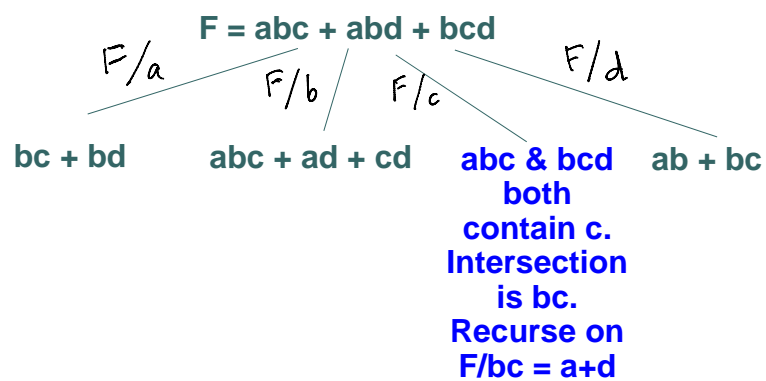 F = abc + abd + bcd
F/a
F/b
F/c
F/d
bc + bd
abc + ad + cd
abc & bcd
both
contain c.
Intersection
is bc.
Recurse on
F/bc = a+d
ab + bc